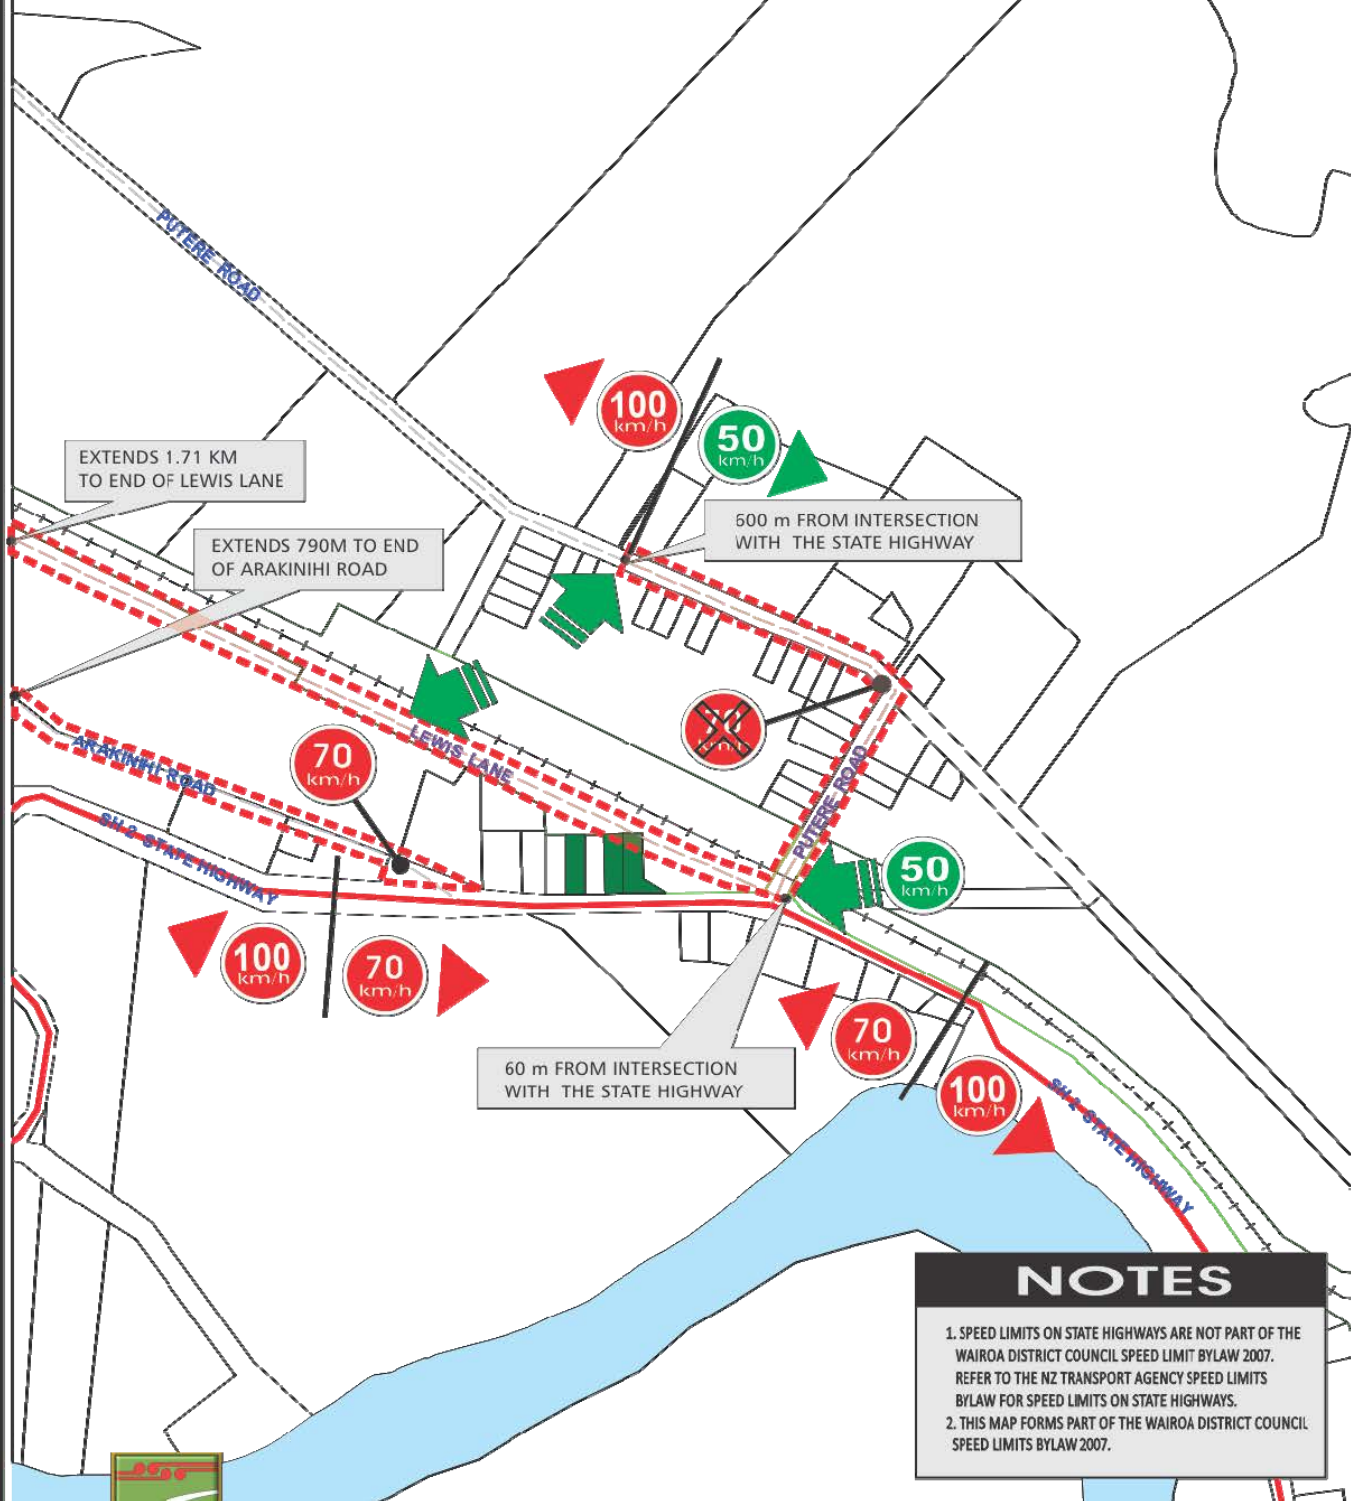 PUTERE ROAD
100
km/h
50
km/h
EXTENDS 1.71 KM
TO END OF LEWIS LANE
600 m FROM INTERSECTION
WITH THE STATE HIGHWAY
EXTENDS 790M TO END
OF ARAKINIHI ROAD
70
km/h
LEWIS LANE
ARAKINIHI ROAD
70
km/h
PUTERE ROAD
SH 2 STATE HIGHWAY
50
km/h
100
km/h
70
km/h
70
km/h
60 m FROM INTERSECTION
WITH THE STATE HIGHWAY
100
km/h
SH 2 STATE HIGHWAY
NOTES
1. SPEED LIMITS ON STATE HIGHWAYS ARE NOT PART OF THE
WAIROA DISTRICT COUNCIL SPEED LIMIT BYLAW 2007.
REFER TO THE NZ TRANSPORT AGENCY SPEED LIMITS
BYLAW FOR SPEED LIMITS ON STATE HIGHWAYS.
2. THIS MAP FORMS PART OF THE WAIROA DISTRICT COUNCIL
SPEED LIMITS BYLAW 2007.